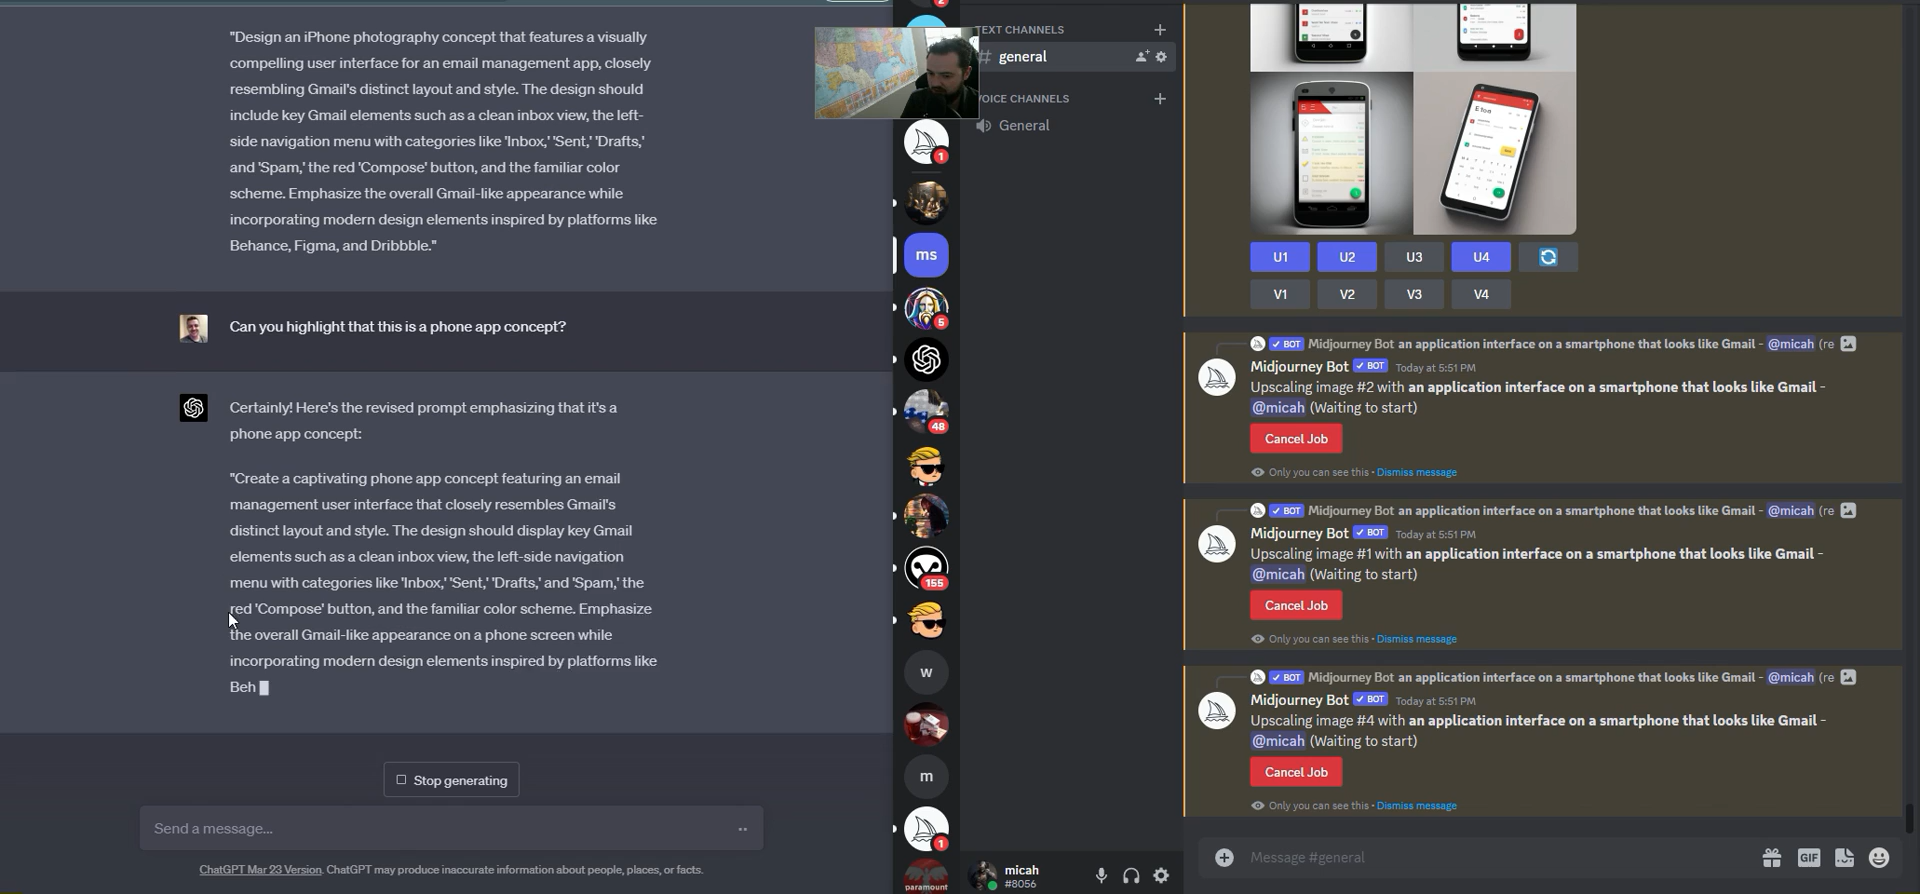 "Design an iPhone photography concept that features a visually
compelling user interface for an email management app, closely
resembling Gmail's distinct layout and style. The design should
include key Gmail elements such as a clean inbox view, the left-
side navigation menu with categories like 'Inbox,' 'Sent,' 'Drafts,'
and 'Spam,' the red 'Compose' button, and the familiar color
scheme. Emphasize the overall Gmail-like appearance while
incorporating modern design elements inspired by platforms like
Behance, Figma, and Dribbble."
Can you highlight that this is a phone app concept?
Certainly! Here's the revised prompt emphasizing that it's a
phone app concept:
"Create a captivating phone app concept featuring an email
management user interface that closely resembles Gmail's
distinct layout and style. The design should display key Gmail
elements such as a clean inbox view, the left-side navigation
menu with categories like 'Inbox,' 'Sent,' 'Drafts,' and 'Spam,' the
red 'Compose' button, and the familiar color scheme. Emphasize
the overall Gmail-like appearance on a phone screen while
incorporating modern design elements inspired by platforms like
Beh
Stop generating
Send a message...
ChatGPT Mar 23 Version. ChatGPT may produce inaccurate information about people, places, or facts.
2
1
ms
5
48
155
w
m
1
paramount
TEXT CHANNELS
# general
VOICE CHANNELS
General
micah
#8056
E foa
U1 U2 U3 U4
V1 V2 V3 V4
BOT Midjourney Bot an application interface on a smartphone that looks like Gmail - @micah (re
Midjourney Bot BOT Today at 5:51 PM
Upscaling image #2 with an application interface on a smartphone that looks like Gmail -
@micah (Waiting to start)
Cancel Job
Only you can see this • Dismiss message
BOT Midjourney Bot an application interface on a smartphone that looks like Gmail - @micah (re
Midjourney Bot BOT Today at 5:51 PM
Upscaling image #1 with an application interface on a smartphone that looks like Gmail -
@micah (Waiting to start)
Cancel Job
Only you can see this • Dismiss message
BOT Midjourney Bot an application interface on a smartphone that looks like Gmail - @micah (re
Midjourney Bot BOT Today at 5:51 PM
Upscaling image #4 with an application interface on a smartphone that looks like Gmail -
@micah (Waiting to start)
Cancel Job
Only you can see this • Dismiss message
Message #general
GIF